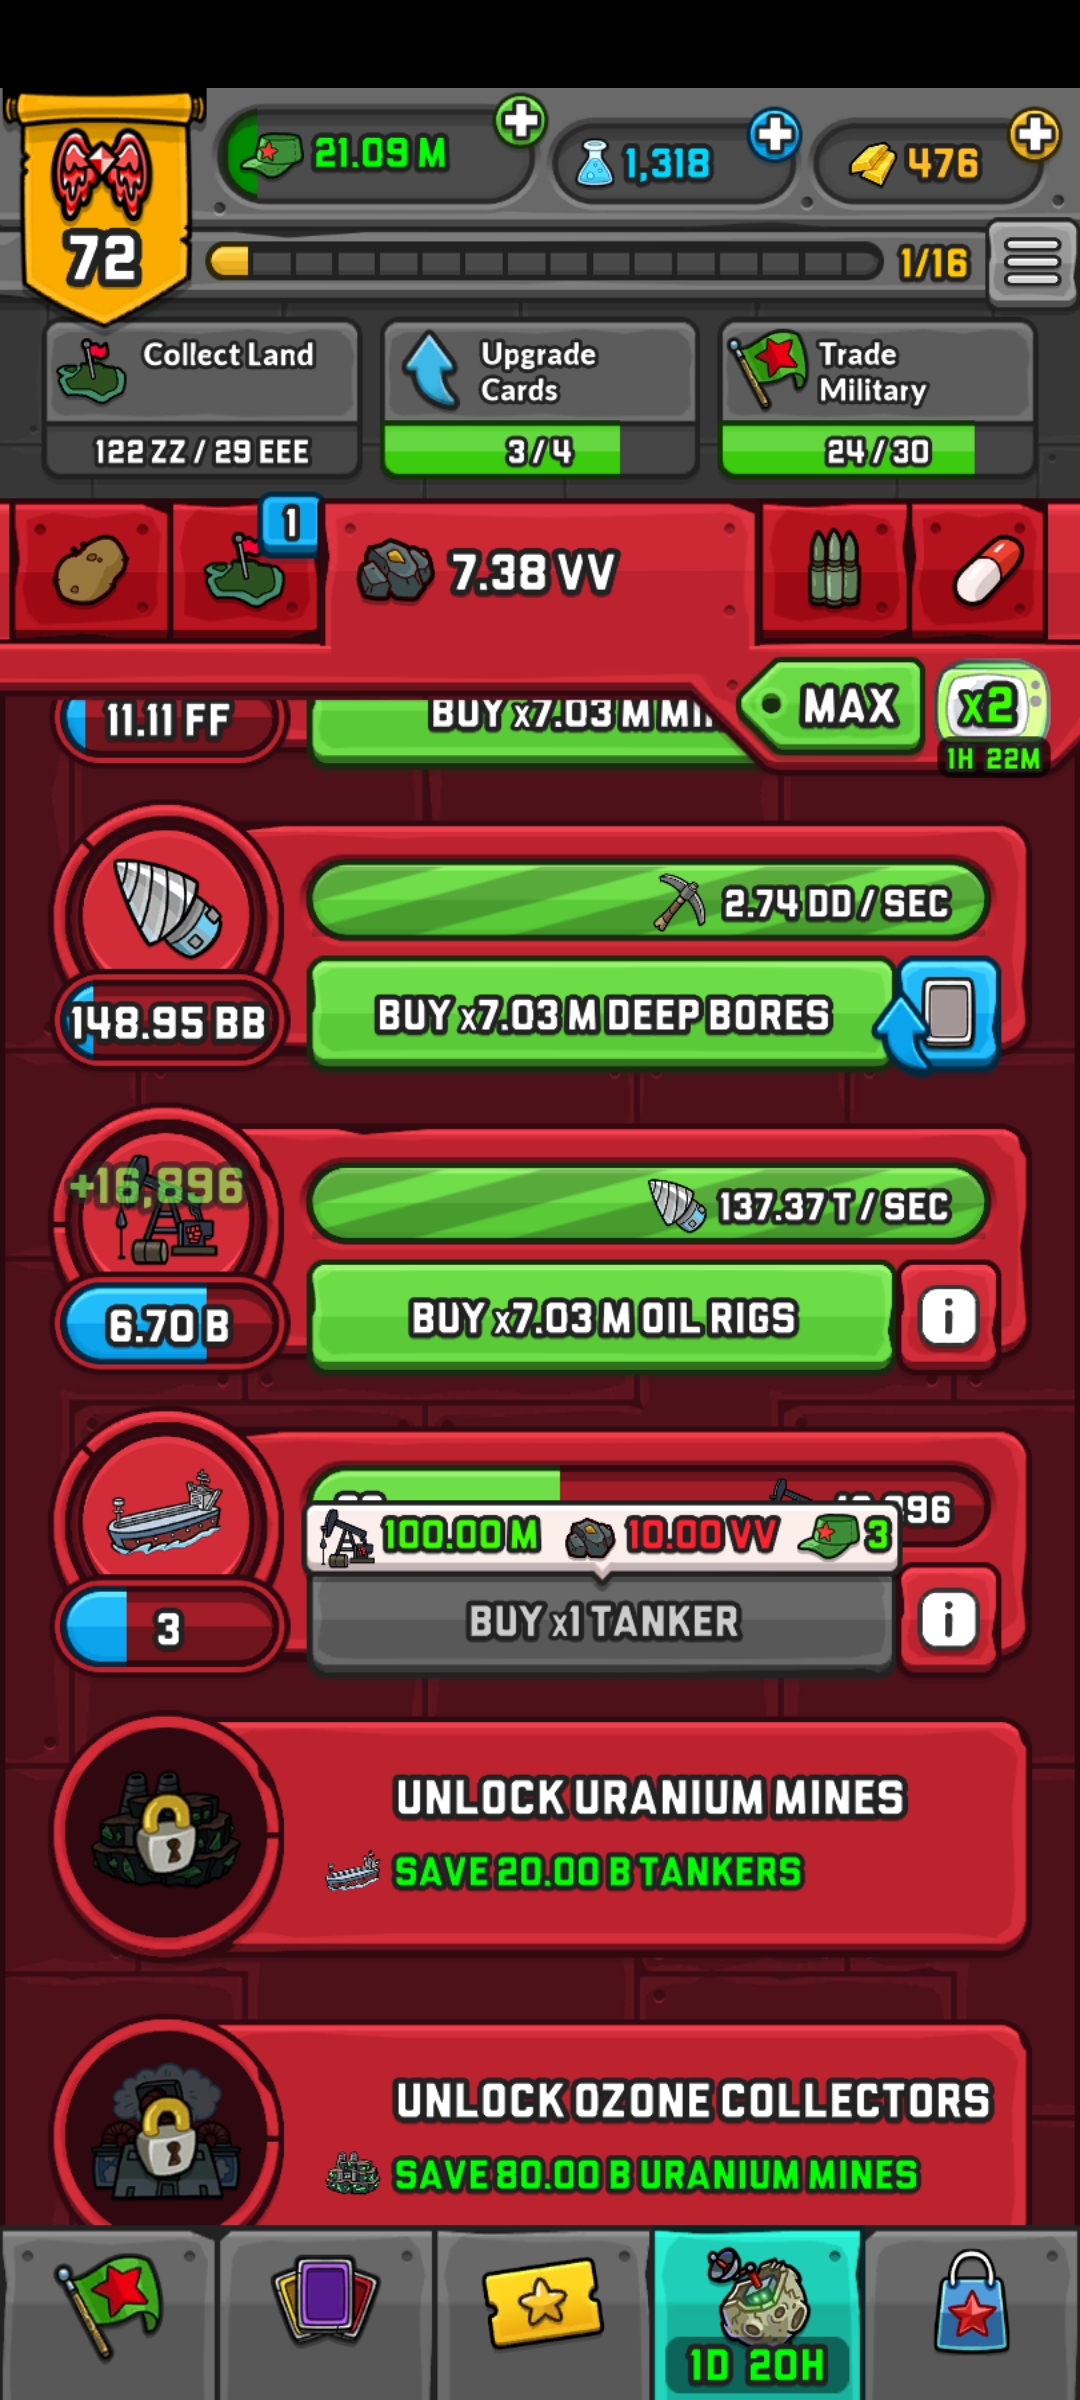 21.09 M
1,318
476
72
1/16
Collect Land
122 ZZ / 29 EEE
Upgrade
Cards
3/4
Trade
Military
24/30
1
7.38 VV
MAX
x2
1H 22M
11.11 FF
BUY x7.03 M
2.74 DD / SEC
148.95 BB
BUY x7.03 M DEEP BORES
+16,896
137.37 T / SEC
6.70 B
BUY x7.03 M OIL RIGS
i
100.00 M
10.00 VV
3
3
BUY x1 TANKER
i
UNLOCK URANIUM MINES
SAVE 20.00 B TANKERS
UNLOCK OZONE COLLECTORS
SAVE 80.00 B URANIUM MINES
1D 20H